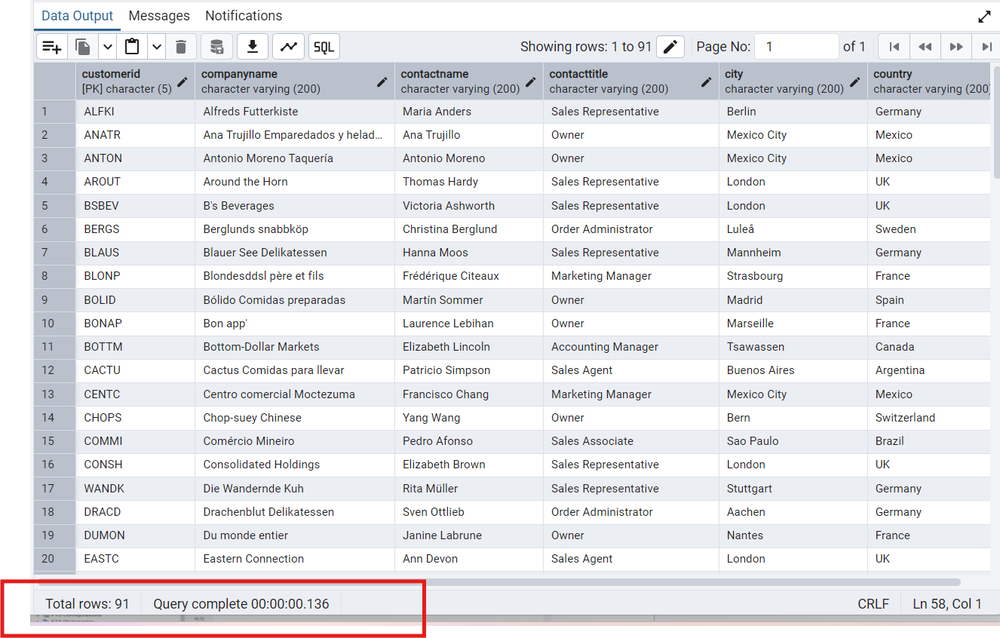 Data Output Messages Notifications
SQL Showing rows: 1 to 91 Page No: 1 of 1
customerid companyname contactname contacttitle city country
[PK] character (5) character varying (200) character varying (200) character varying (200) character varying (200) character varying (200)
1 ALFKI Alfreds Futterkiste Maria Anders Sales Representative Berlin Germany
2 ANATR Ana Trujillo Emparedados y helad… Ana Trujillo Owner Mexico City Mexico
3 ANTON Antonio Moreno Taquería Antonio Moreno Owner Mexico City Mexico
4 AROUT Around the Horn Thomas Hardy Sales Representative London UK
5 BSBEV B's Beverages Victoria Ashworth Sales Representative London UK
6 BERGS Berglunds snabbköp Christina Berglund Order Administrator Luleå Sweden
7 BLAUS Blauer See Delikatessen Hanna Moos Sales Representative Mannheim Germany
8 BLONP Blondesddsl père et fils Frédérique Citeaux Marketing Manager Strasbourg France
9 BOLID Bólido Comidas preparadas Martín Sommer Owner Madrid Spain
10 BONAP Bon app' Laurence Lebihan Owner Marseille France
11 BOTTM Bottom-Dollar Markets Elizabeth Lincoln Accounting Manager Tsawassen Canada
12 CACTU Cactus Comidas para llevar Patricio Simpson Sales Agent Buenos Aires Argentina
13 CENTC Centro comercial Moctezuma Francisco Chang Marketing Manager Mexico City Mexico
14 CHOPS Chop-suey Chinese Yang Wang Owner Bern Switzerland
15 COMMI Comércio Mineiro Pedro Afonso Sales Associate Sao Paulo Brazil
16 CONSH Consolidated Holdings Elizabeth Brown Sales Representative London UK
17 WANDK Die Wandernde Kuh Rita Müller Sales Representative Stuttgart Germany
18 DRACD Drachenblut Delikatessen Sven Ottlieb Order Administrator Aachen Germany
19 DUMON Du monde entier Janine Labrune Owner Nantes France
20 EASTC Eastern Connection Ann Devon Sales Agent London UK
Total rows: 91 Query complete 00:00:00.136 CRLF Ln 58, Col 1